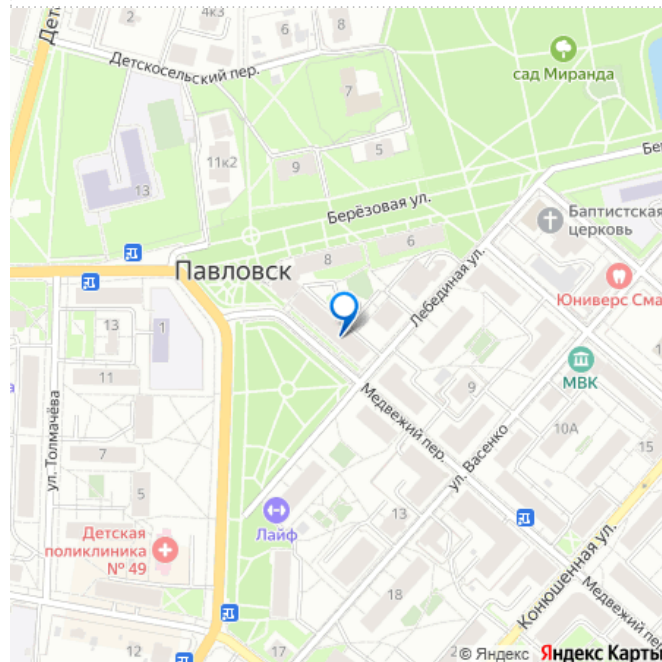 4к3
6
8
Детскосельский пер.
сад Миранда
7
11к2
9
5
13
Берёзовая ул.
Баптистская
церковь
6
8
Павловск
Лебединая ул.
Юниверс Сма
13
1
11
МВК
9
Медвежий пер.
10А
ул. Толмачёва
7
ул. Васенко
15
5
Лайф
13
Детская
поликлиника
№ 49
Конюшенная ул.
18
Медвежий пер.
12
17
© Яндекс Яндекс Карты